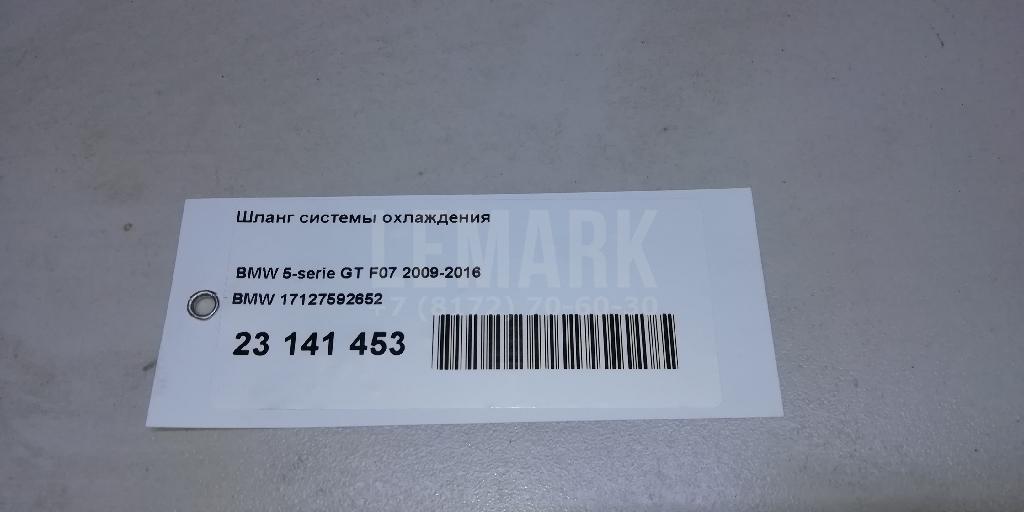 Шланг системы охлаждения
LEMARK
BMW 5-serie GT F07 2009-2016
BMW 17127592652
+7 (8172) 70-60-30
23 141 453